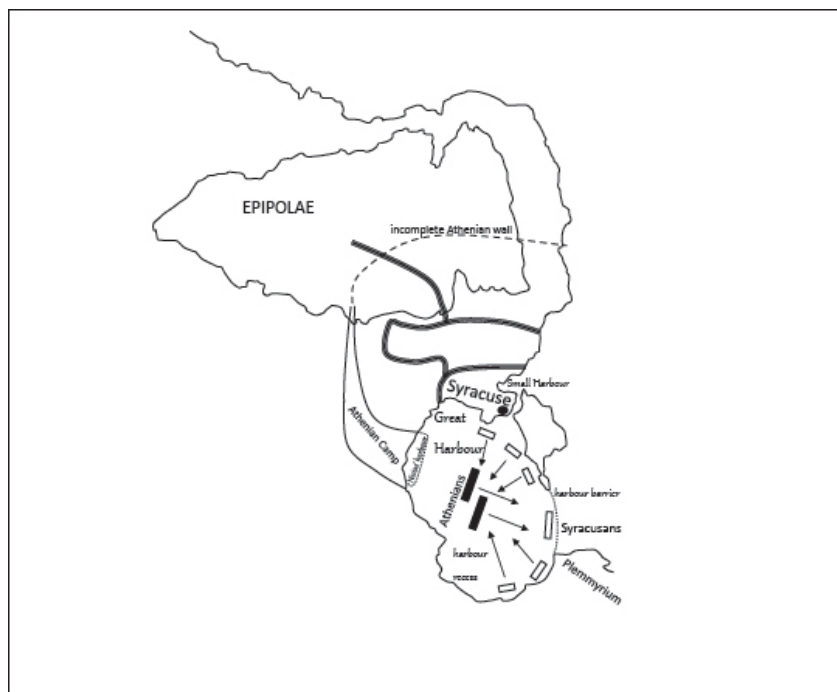 EPIPOLAE
incomplete Athenian wall
Small Harbour
Syracuse
Great
Harbour
Athenian Camp
Athenians
harbour barrier
Syracusans
harbour
Plemmyrium